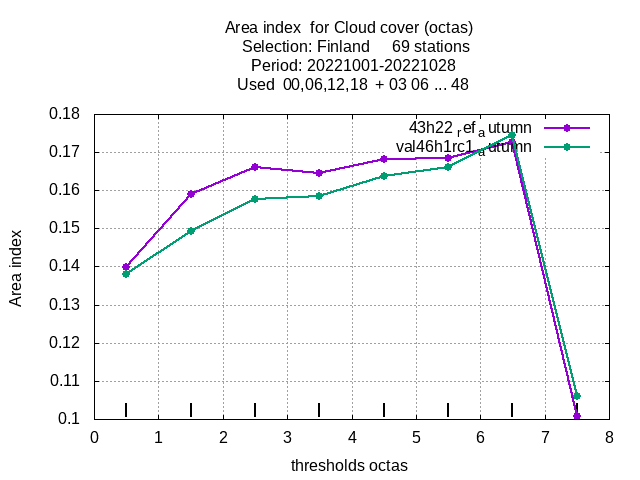 Area index  for Cloud cover (octas)
Selection: Finland     69 stations
Period: 20221001-20221028
Used  00,06,12,18  + 03 06 ... 48
43h22_ref_autumn
val46h1rc1_autumn
0.18
0.17
0.16
0.15
0.14
0.13
0.12
0.11
0.1
Area index
0 1 2 3 4 5 6 7 8
thresholds octas